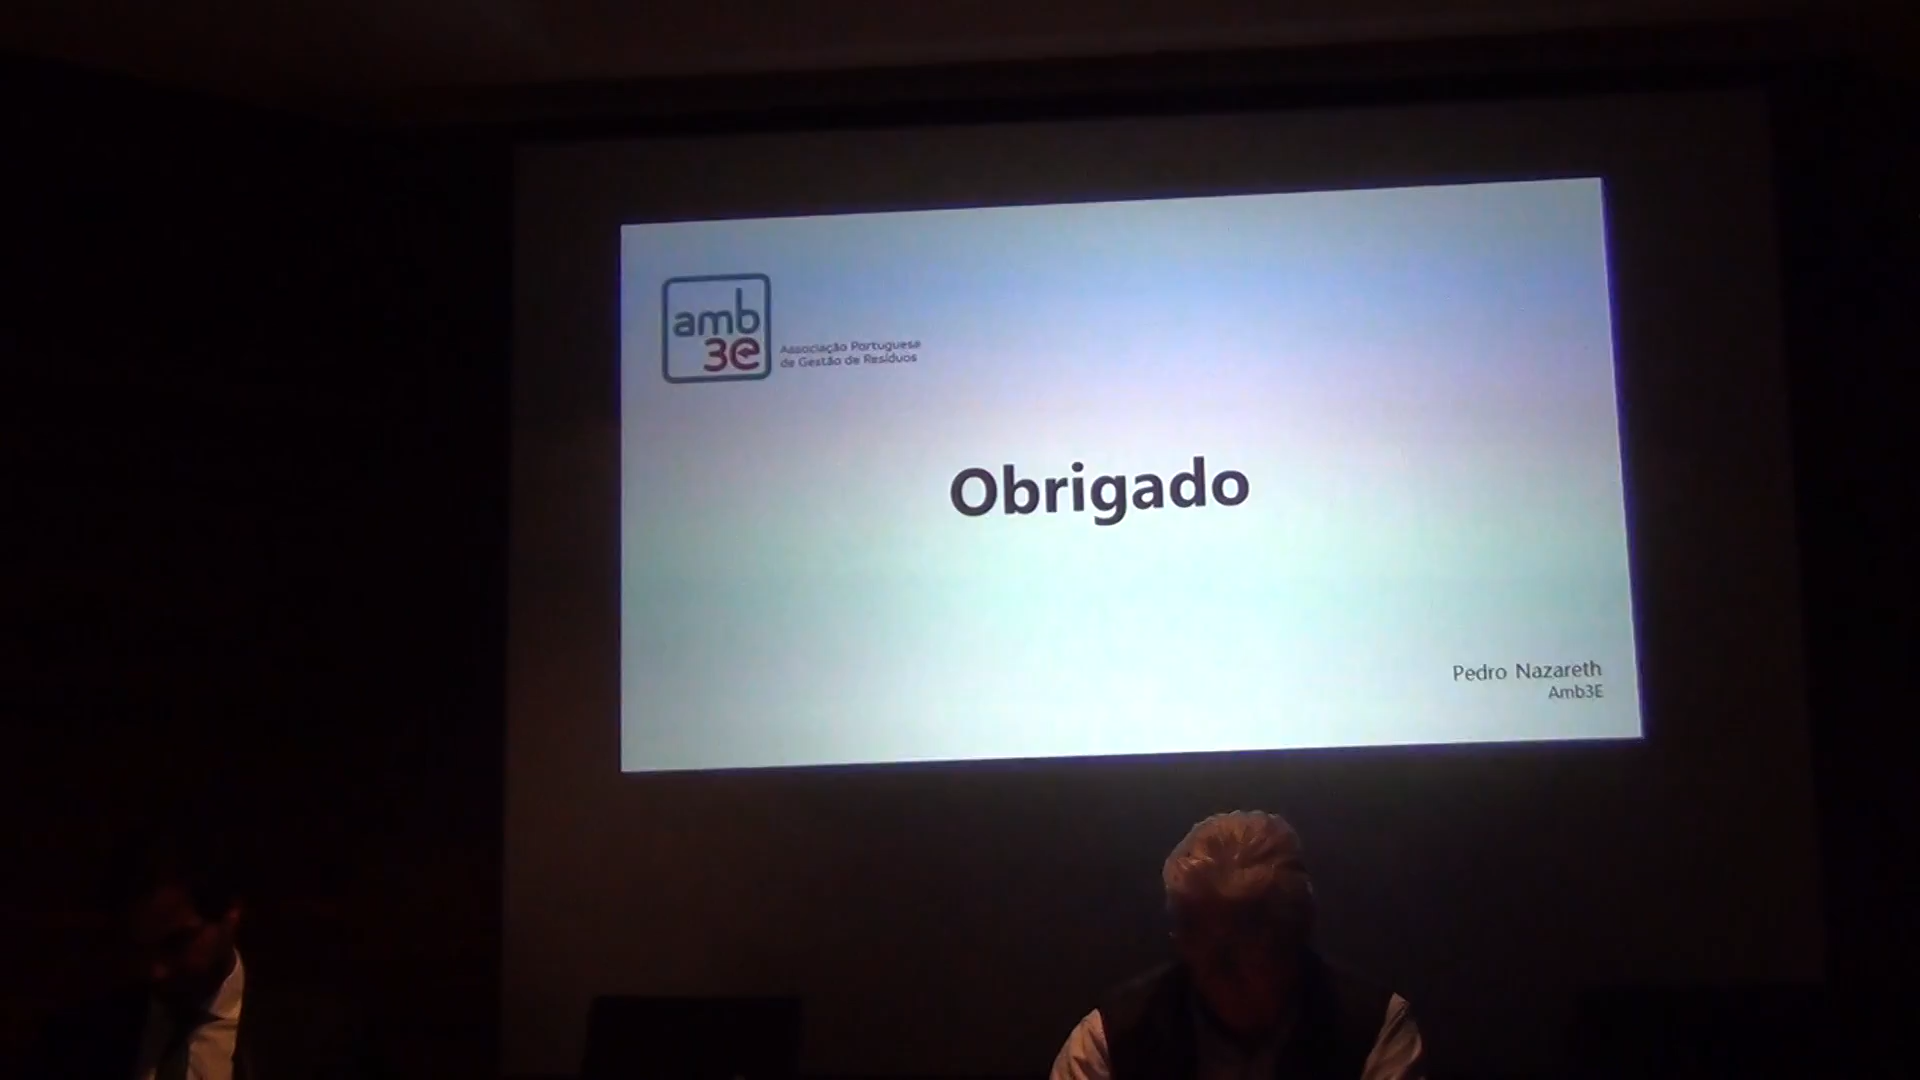 amb
3e
Associação Portuguesa
de Gestão de Resíduos
Obrigado
Pedro Nazareth
Amb3E